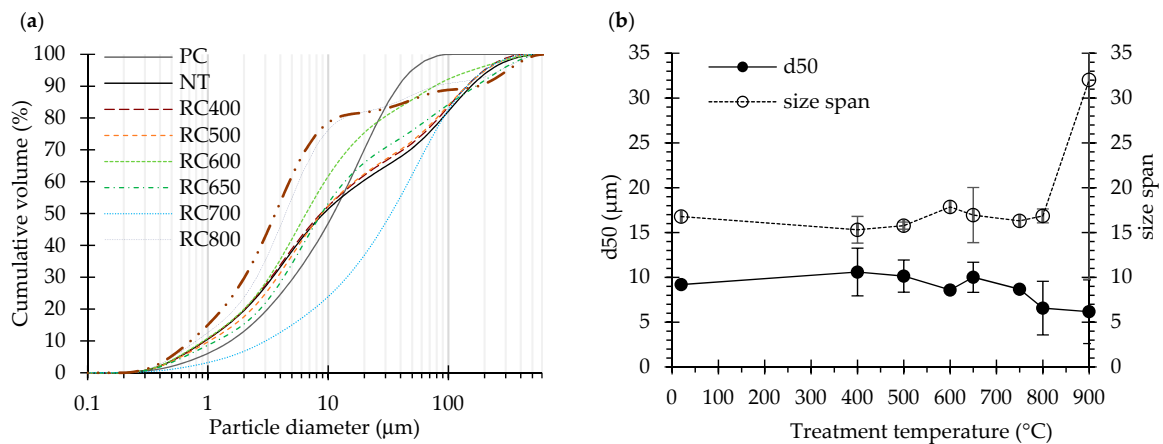 (a)
Cumulative volume (%)
100
90
80
70
60
50
40
30
20
10
0
PC
NT
RC400
RC500
RC600
RC650
RC700
RC800
0.1 1 10 100
Particle diameter (μm)
(b)
d50 (μm)
35
30
25
20
15
10
5
0
d50
size span
35
30
25
20
15
10
5
0
size span
0 100 200 300 400 500 600 700 800 900
Treatment temperature (°C)